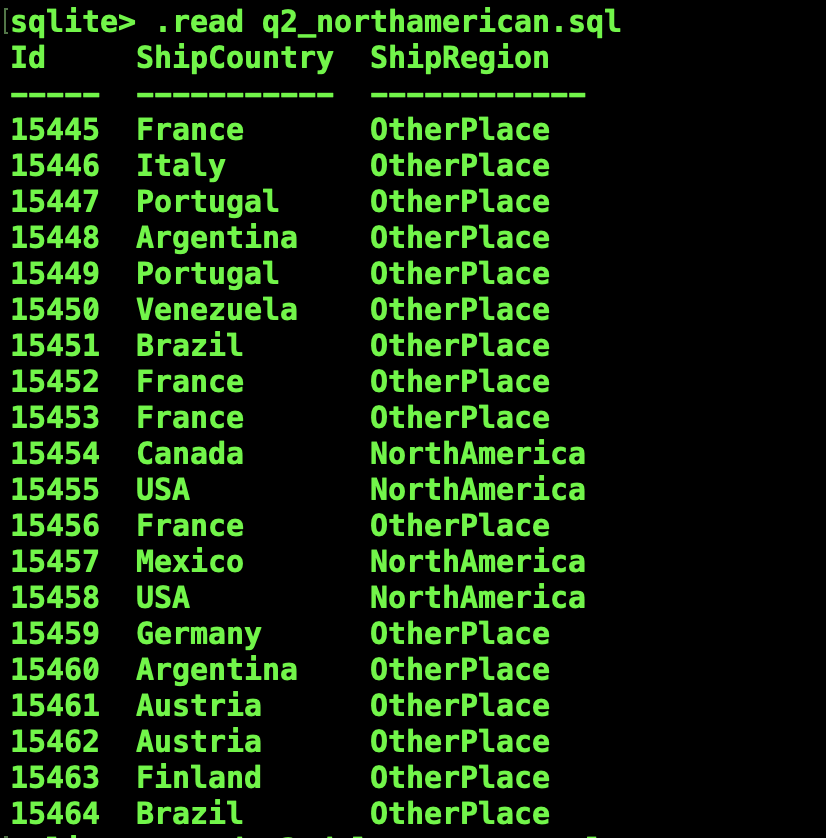 sqlite> .read q2_northamerican.sql
Id     ShipCountry  ShipRegion
-----  -----------  ------------
15445  France       OtherPlace
15446  Italy        OtherPlace
15447  Portugal     OtherPlace
15448  Argentina    OtherPlace
15449  Portugal     OtherPlace
15450  Venezuela    OtherPlace
15451  Brazil       OtherPlace
15452  France       OtherPlace
15453  France       OtherPlace
15454  Canada       NorthAmerica
15455  USA          NorthAmerica
15456  France       OtherPlace
15457  Mexico       NorthAmerica
15458  USA          NorthAmerica
15459  Germany      OtherPlace
15460  Argentina    OtherPlace
15461  Austria      OtherPlace
15462  Austria      OtherPlace
15463  Finland      OtherPlace
15464  Brazil       OtherPlace